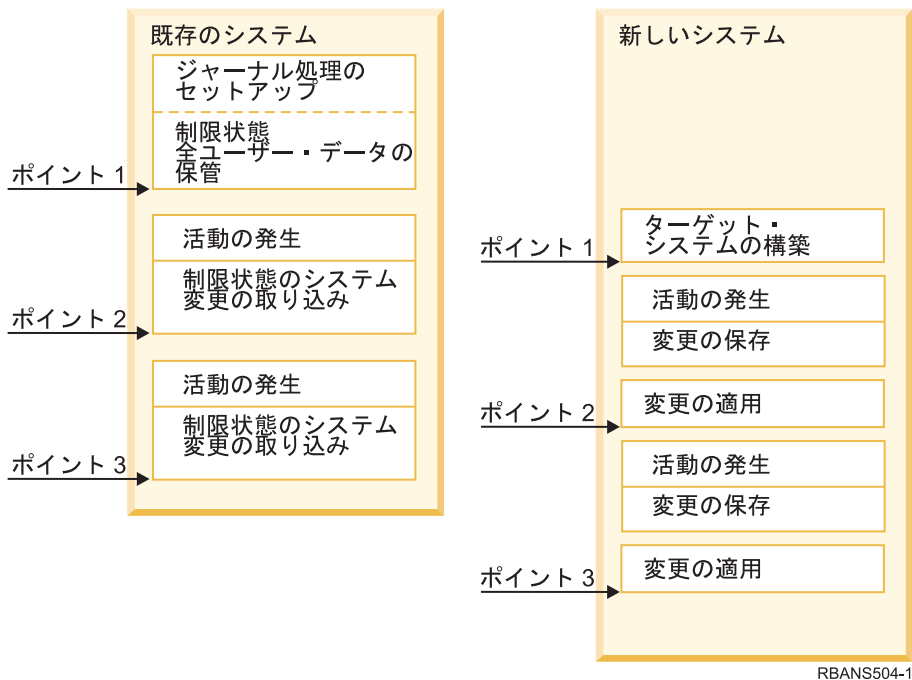 既存のシステム
ジャーナル処理の
セットアップ
制限状態
全ユーザー・データの
保管
ポイント 1
活動の発生
制限状態のシステム
変更の取り込み
ポイント 2
活動の発生
制限状態のシステム
変更の取り込み
ポイント 3
新しいシステム
ターゲット・
システムの構築
ポイント 1
活動の発生
変更の保存
変更の適用
ポイント 2
活動の発生
変更の保存
変更の適用
ポイント 3
RBANS504-1